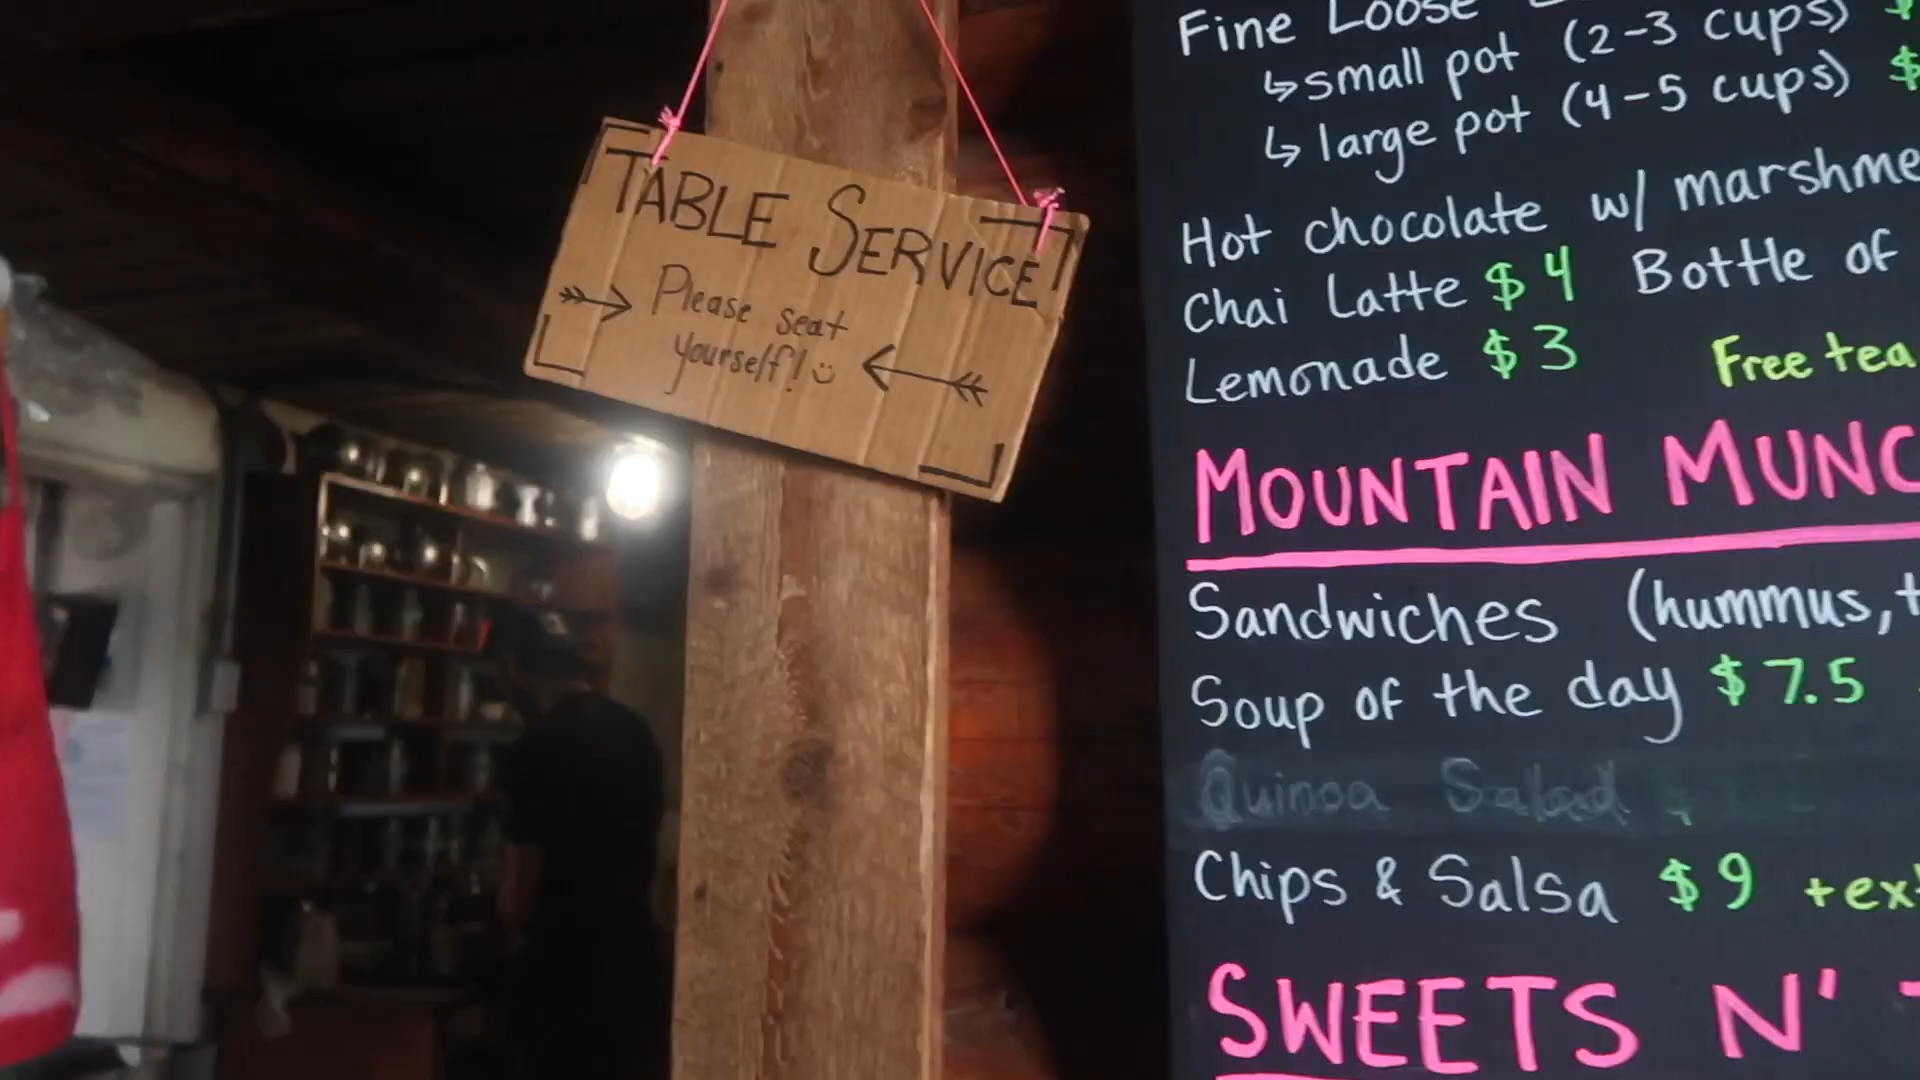 TABLE SERVICE
Please seat
yourself!
Fine Loose
small pot (2-3 cups) $
large pot (4-5 cups) $
Hot chocolate w/ marshme
Chai Latte $4 Bottle of
Lemonade $3 Free tea
MOUNTAIN MUNC
Sandwiches (hummus, t
Soup of the day $7.5
Quinoa Salad
Chips & Salsa $9 +ext
SWEETS N'